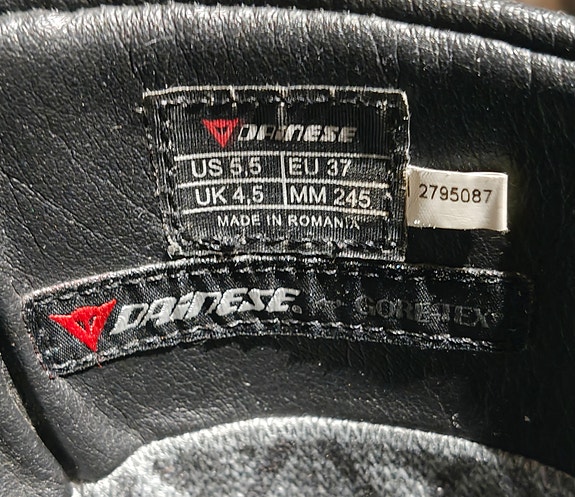 DAINESE
US 5.5 EU 37
UK 4.5 MM 245
MADE IN ROMANIA
2795087
DAINESE GORE-TEX